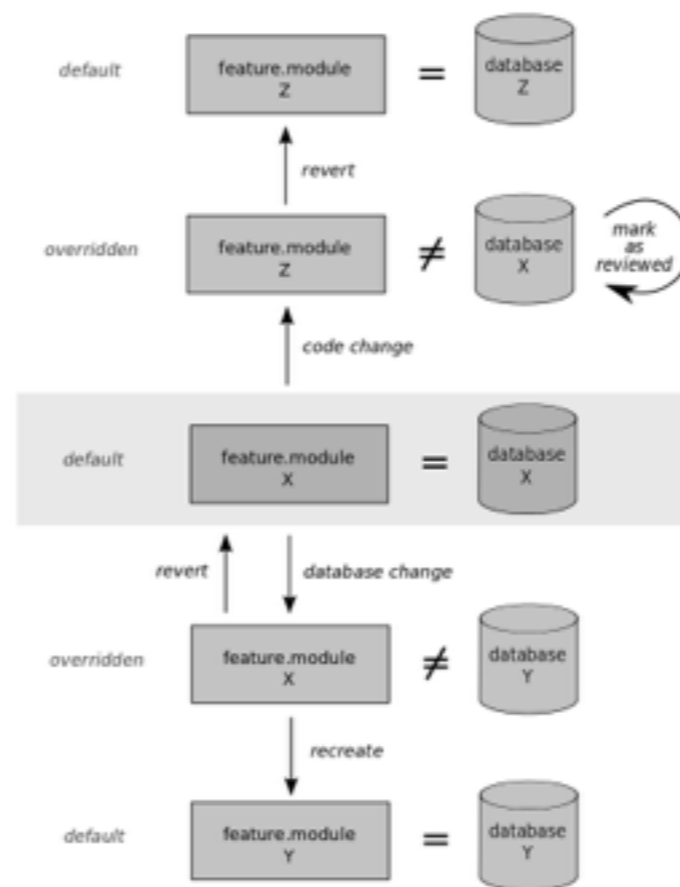 default
feature.module
Z
=
database
Z
revert
overridden
feature.module
Z
≠
database
X
mark
as
reviewed
code change
default
feature.module
X
=
database
X
revert
database change
overridden
feature.module
X
≠
database
Y
recreate
default
feature.module
Y
=
database
Y